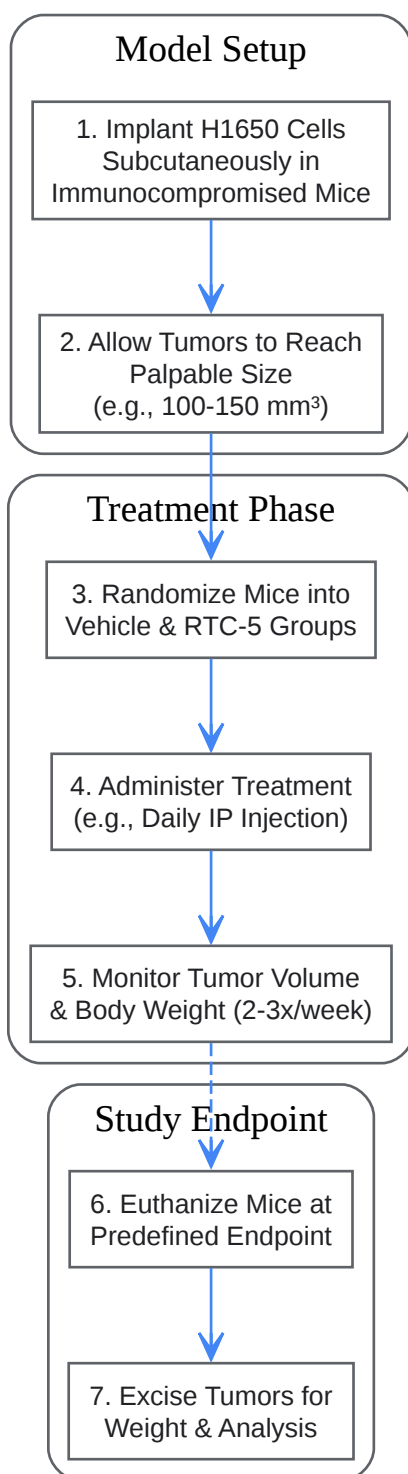 Model Setup
1. Implant H1650 Cells
Subcutaneously in
Immunocompromised Mice
2. Allow Tumors to Reach
Palpable Size
(e.g., 100-150 mm³)
Treatment Phase
3. Randomize Mice into
Vehicle & RTC-5 Groups
4. Administer Treatment
(e.g., Daily IP Injection)
5. Monitor Tumor Volume
& Body Weight (2-3x/week)
Study Endpoint
6. Euthanize Mice at
Predefined Endpoint
7. Excise Tumors for
Weight & Analysis